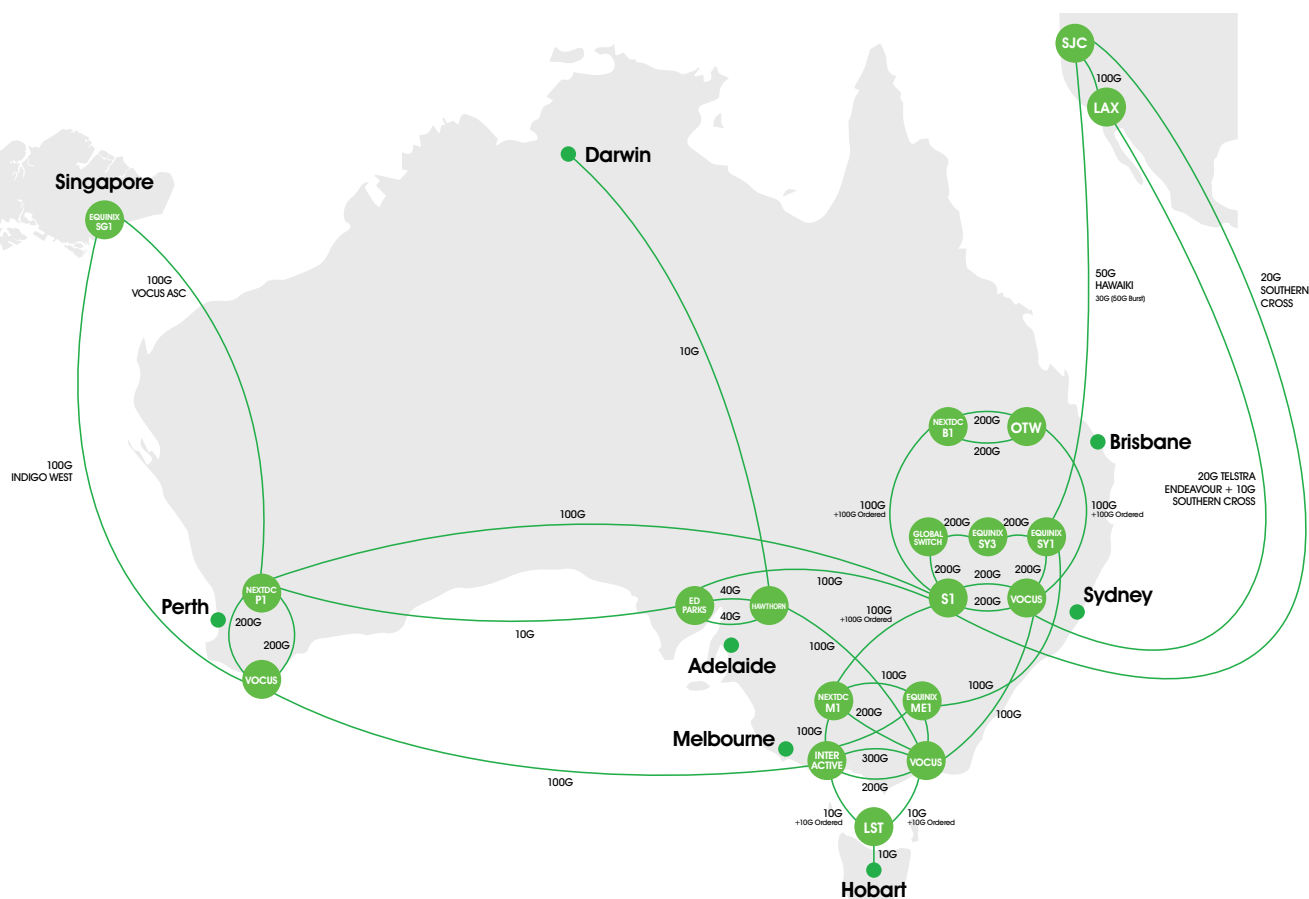 SJC
100G
LAX
Darwin
Singapore
EQUINIX
SG1
100G
VOCUS ASC
50G
HAWAIKI
30G (50G Burst)
20G
SOUTHERN
CROSS
10G
NEXTDC
B1
200G
OTW
200G
Brisbane
100G
INDIGO WEST
20G TELSTRA
ENDEAVOUR + 10G
SOUTHERN CROSS
100G
+100G Ordered
100G
+100G Ordered
100G
GLOBAL
SWITCH
200G
EQUINIX
SY3
200G
EQUINIX
SY1
200G
200G
200G
S1
200G
VOCUS
Sydney
NEXTDC
P1
Perth
200G
200G
VOCUS
10G
ED
PARKS
40G
40G
HAWTHORN
100G
Adelaide
100G
+100G Ordered
100G
100G
NEXTDC
M1
200G
EQUINIX
ME1
100G
100G
100G
Melbourne
INTER
ACTIVE
300G
VOCUS
200G
100G
10G
+10G Ordered
LST
10G
+10G Ordered
10G
Hobart